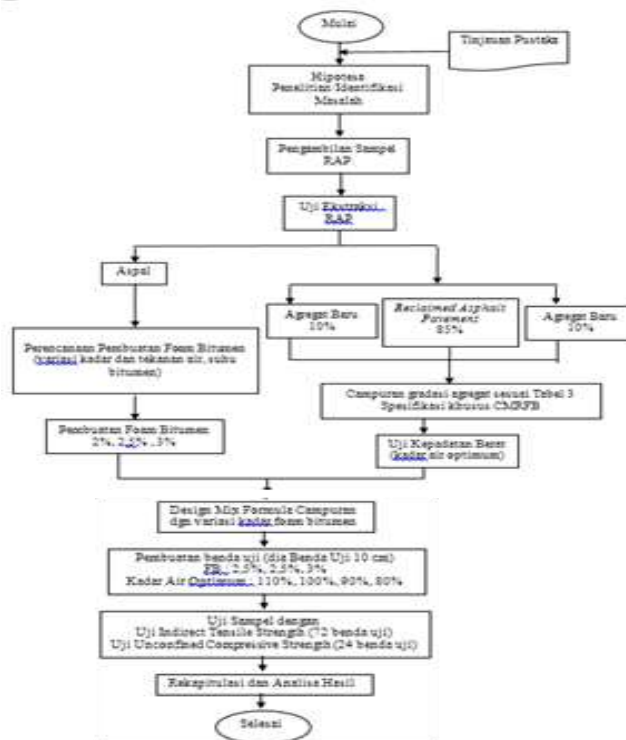 Mulai
Tinjauan Pustaka
Hipotesa
Penelitian Identifikasi
Masalah
Pengambilan Sampel
RAP
Uji Ekstraksi
RAP
Aspal
Agregat Baru
10%
Reclaimed Asphalt
Pavement
85%
Agregat Baru
10%
Perencanaan Pembuatan Foam Bitumen
(variasi kadar dan tekanan air, suhu
bitumen)
Campuran gradasi agregat sesuai Tabel 3
Spesifikasi khusus CMRFB
Pembuatan Foam Bitumen
2%, 2,5% ,3%
Uji Kepadatan Berat
(kadar air optimum)
Design Mix Formula Campuran
dgn variasi kadar foam bitumen
Pembuatan benda uji (dia Benda Uji 10 cm)
FB : 2,5%, 2,5%, 3%
Kadar Air Optimum : 110%, 100%, 90%, 80%
Uji Sampel dengan
Uji Indirect Tensile Strength (72 benda uji)
Uji Unconfined Compressive Strength (24 benda uji)
Rekapitulasi dan Analisa Hasil
Selesai